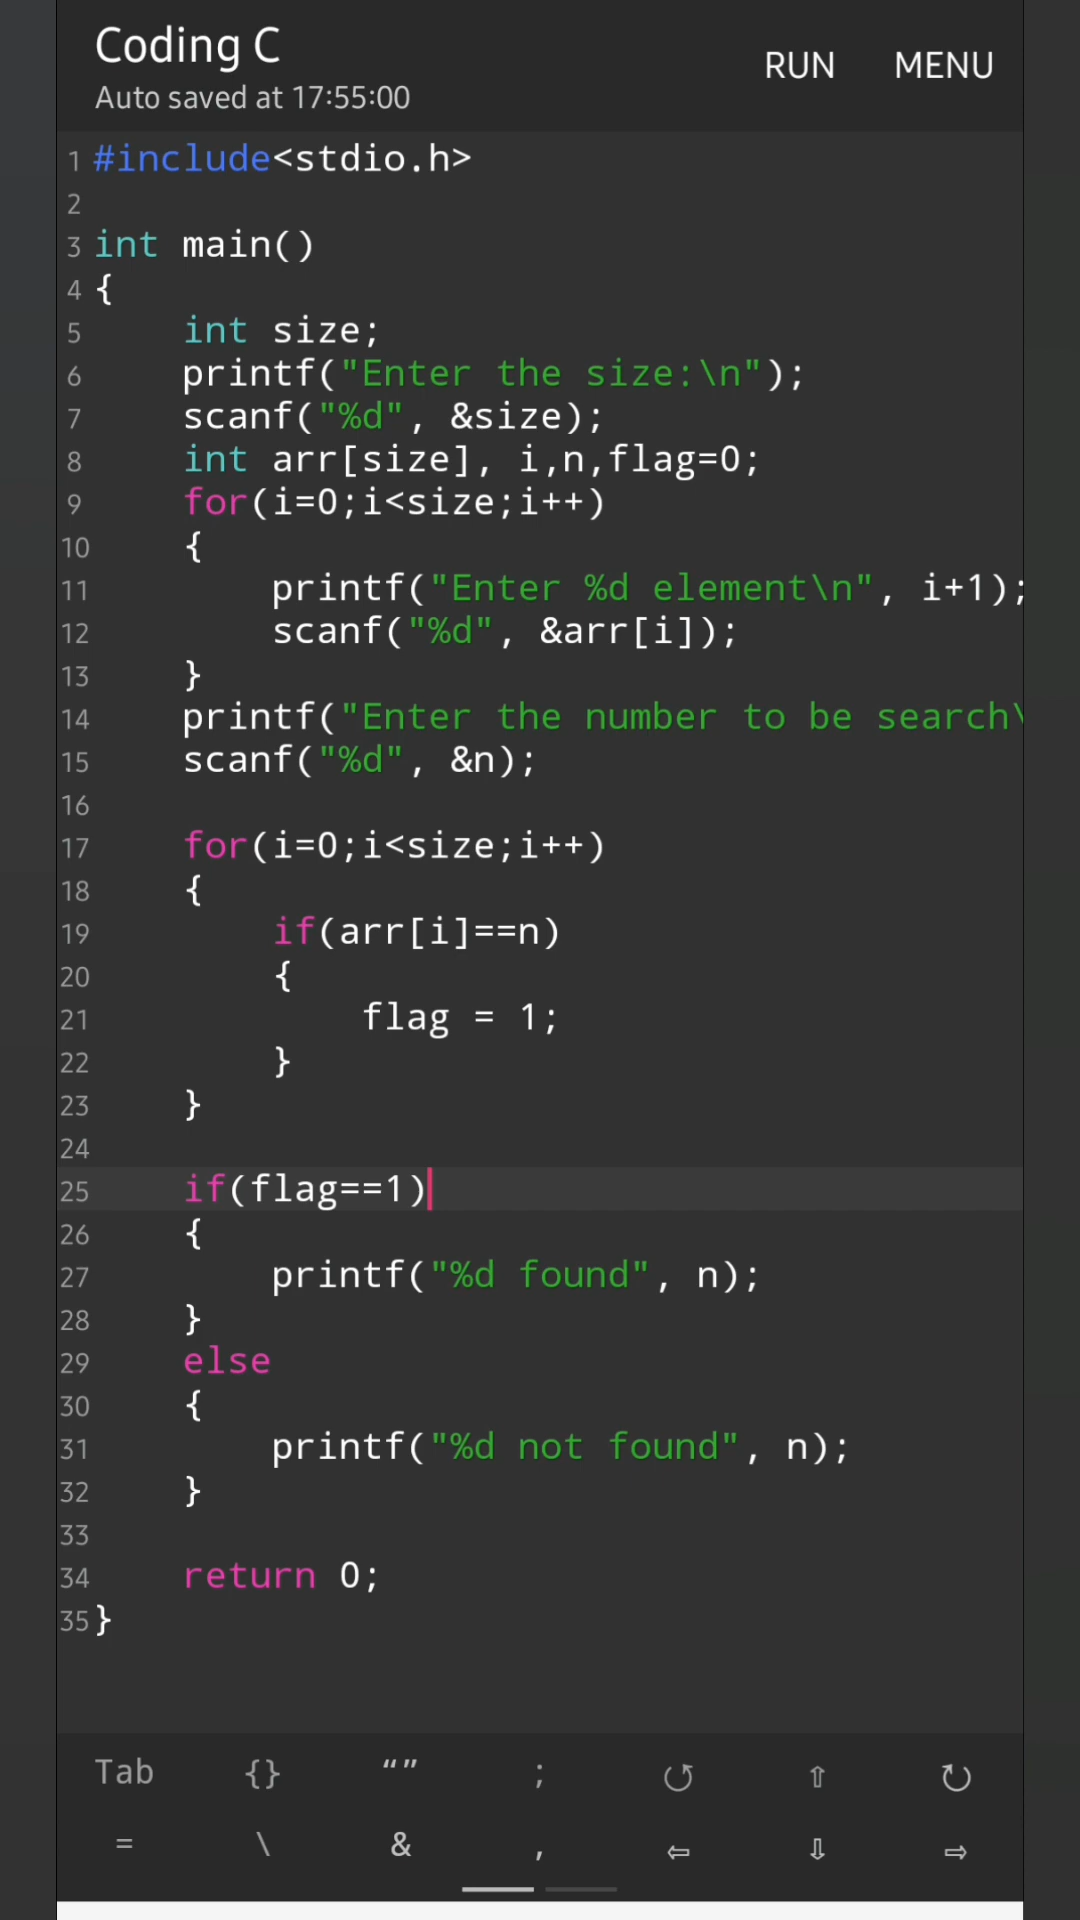 Coding C
RUN MENU
Auto saved at 17:55:00
1 #include<stdio.h>
2
3 int main()
4 {
5     int size;
6     printf("Enter the size:\n");
7     scanf("%d", &size);
8     int arr[size], i,n,flag=0;
9     for(i=0;i<size;i++)
10     {
11         printf("Enter %d element\n", i+1);
12         scanf("%d", &arr[i]);
13     }
14     printf("Enter the number to be search\
15     scanf("%d", &n);
16
17     for(i=0;i<size;i++)
18     {
19         if(arr[i]==n)
20         {
21             flag = 1;
22         }
23     }
24
25     if(flag==1)
26     {
27         printf("%d found", n);
28     }
29     else
30     {
31         printf("%d not found", n);
32     }
33
34     return 0;
35 }
Tab {} “” ; ↺ ⇧ ↻
= \ & , ⇦ ⇩ ⇨